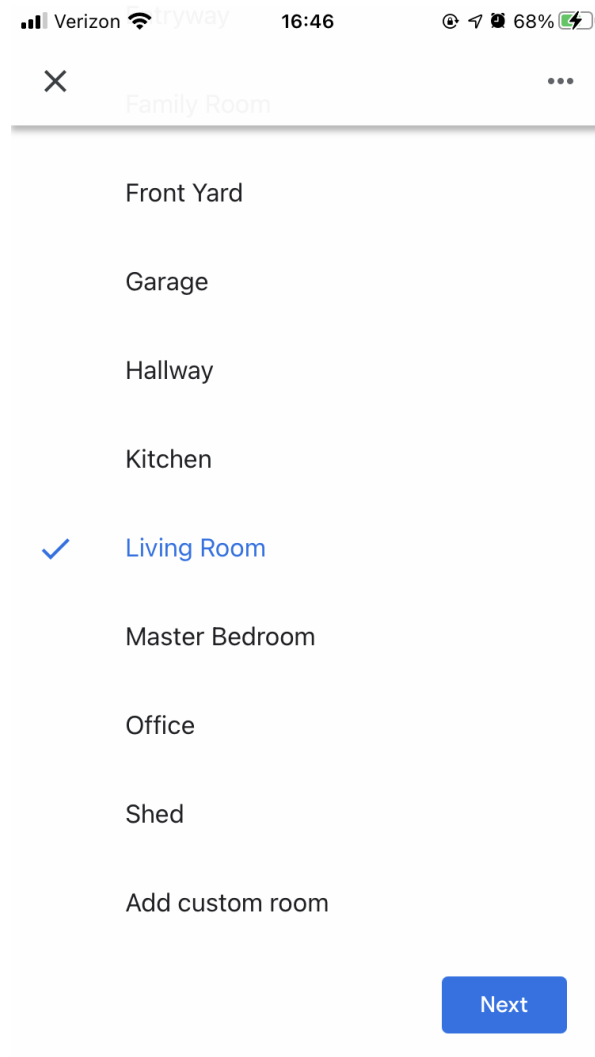 Verizon
Entryway
16:46
68%
Family Room
Front Yard
Garage
Hallway
Kitchen
Living Room
Master Bedroom
Office
Shed
Add custom room
Next